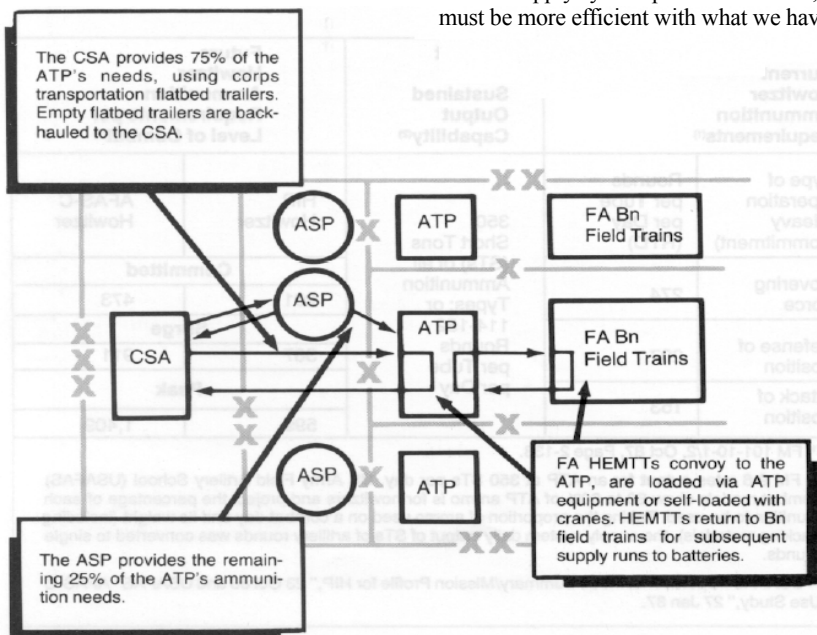 must be more efficient with what we hav
The CSA provides 75% of the
ATP's needs, using corps
transportation flatbed trailers.
Empty flatbed trailers are back-
hauled to the CSA.
ASP
ATP
FA Bn
Field Trains
ASP
CSA
ATP
FA Bn
Field Trains
ASP
ATP
The ASP provides the remain-
ing 25% of the ATP's ammuni-
tion needs.
FA HEMTTs convoy to the
ATP, are loaded via ATP
equipment or self-loaded with
cranes. HEMTTs return to Bn
field trains for subsequent
supply runs to batteries.